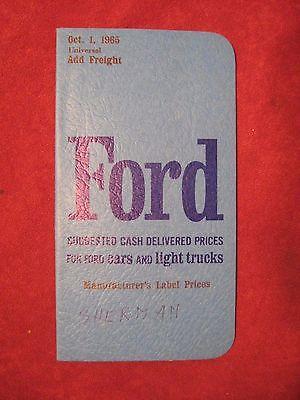 Oct. 1, 1965
Universal
Add Freight
Ford
SUGGESTED CASH DELIVERED PRICES
FOR FORD cars AND light trucks
Manufacturer's Label Prices
SHERMAN